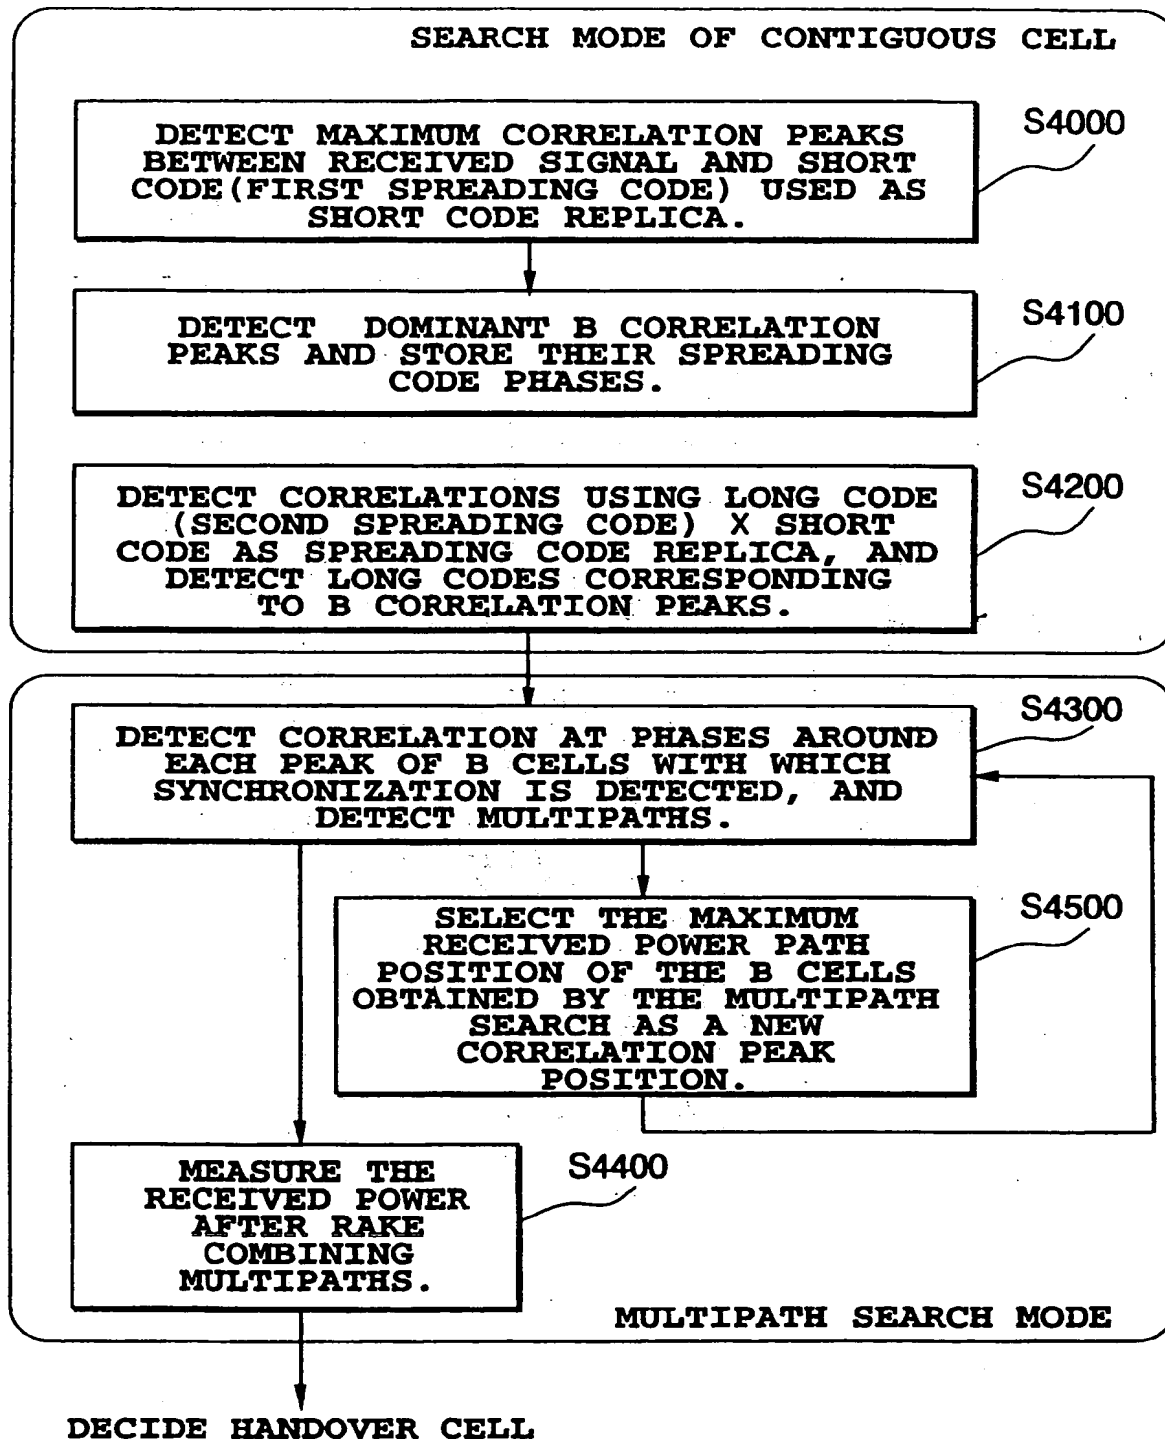 SEARCH MODE OF CONTIGUOUS CELL
S4000
DETECT MAXIMUM CORRELATION PEAKS
BETWEEN RECEIVED SIGNAL AND SHORT
CODE(FIRST SPREADING CODE) USED AS
SHORT CODE REPLICA.
S4100
DETECT DOMINANT B CORRELATION
PEAKS AND STORE THEIR SPREADING
CODE PHASES.
S4200
DETECT CORRELATIONS USING LONG CODE
(SECOND SPREADING CODE) X SHORT
CODE AS SPREADING CODE REPLICA, AND
DETECT LONG CODES CORRESPONDING
TO B CORRELATION PEAKS.
S4300
DETECT CORRELATION AT PHASES AROUND
EACH PEAK OF B CELLS WITH WHICH
SYNCHRONIZATION IS DETECTED, AND
DETECT MULTIPATHS.
S4500
SELECT THE MAXIMUM
RECEIVED POWER PATH
POSITION OF THE B CELLS
OBTAINED BY THE MULTIPATH
SEARCH AS A NEW
CORRELATION PEAK
POSITION.
S4400
MEASURE THE
RECEIVED POWER
AFTER RAKE
COMBINING
MULTIPATHS.
MULTIPATH SEARCH MODE
DECIDE HANDOVER CELL